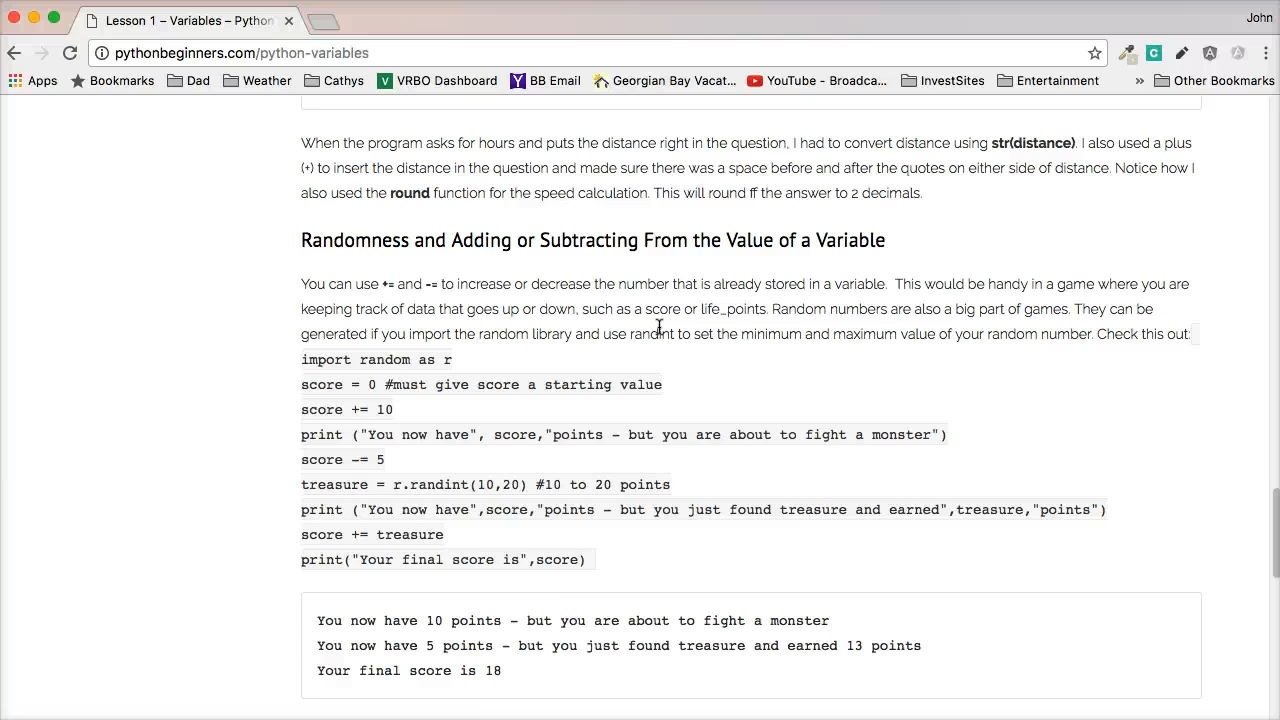 Lesson 1 – Variables – Python
John
pythonbeginners.com/python-variables
Apps Bookmarks Dad Weather Cathys VRBO Dashboard BB Email Georgian Bay Vacat... YouTube - Broadca... InvestSites Entertainment » Other Bookmarks
When the program asks for hours and puts the distance right in the question, I had to convert distance using str(distance). I also used a plus
(+) to insert the distance in the question and made sure there was a space before and after the quotes on either side of distance. Notice how I
also used the round function for the speed calculation. This will round ff the answer to 2 decimals.
Randomness and Adding or Subtracting From the Value of a Variable
You can use += and -= to increase or decrease the number that is already stored in a variable. This would be handy in a game where you are
keeping track of data that goes up or down, such as a score or life_points. Random numbers are also a big part of games. They can be
generated if you import the random library and use randint to set the minimum and maximum value of your random number. Check this out:
import random as r
score = 0 #must give score a starting value
score += 10
print ("You now have", score,"points - but you are about to fight a monster")
score -= 5
treasure = r.randint(10,20) #10 to 20 points
print ("You now have",score,"points - but you just found treasure and earned",treasure,"points")
score += treasure
print("Your final score is",score)
You now have 10 points - but you are about to fight a monster
You now have 5 points - but you just found treasure and earned 13 points
Your final score is 18